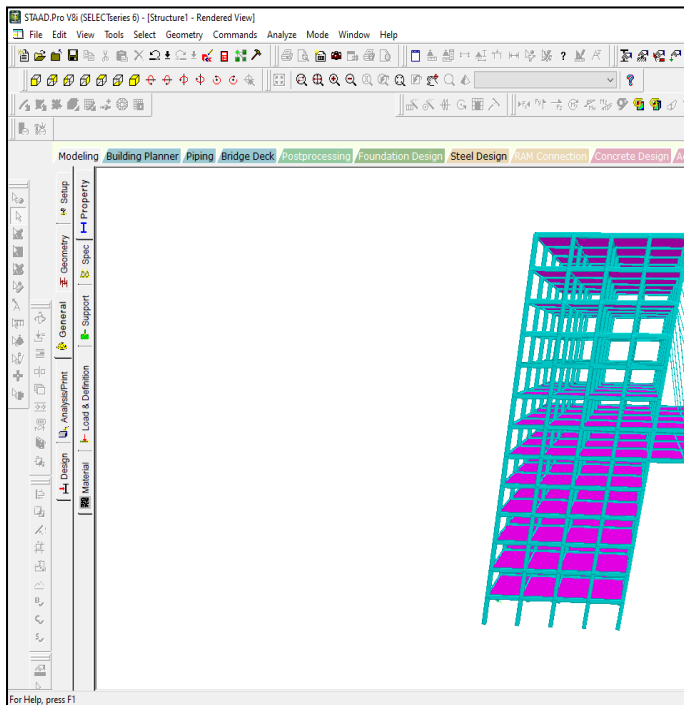 STAAD.Pro V8i (SELECTseries 6) - [Structure1 - Rendered View]
File Edit View Tools Select Geometry Commands Analyze Mode Window Help
Modeling Building Planner Piping Bridge Deck Postprocessing Foundation Design Steel Design RAM Connection Concrete Design
Setup
Geometry
General
Analysis/Print
Design
Property
Spec
Support
Load & Definition
Material
For Help, press F1